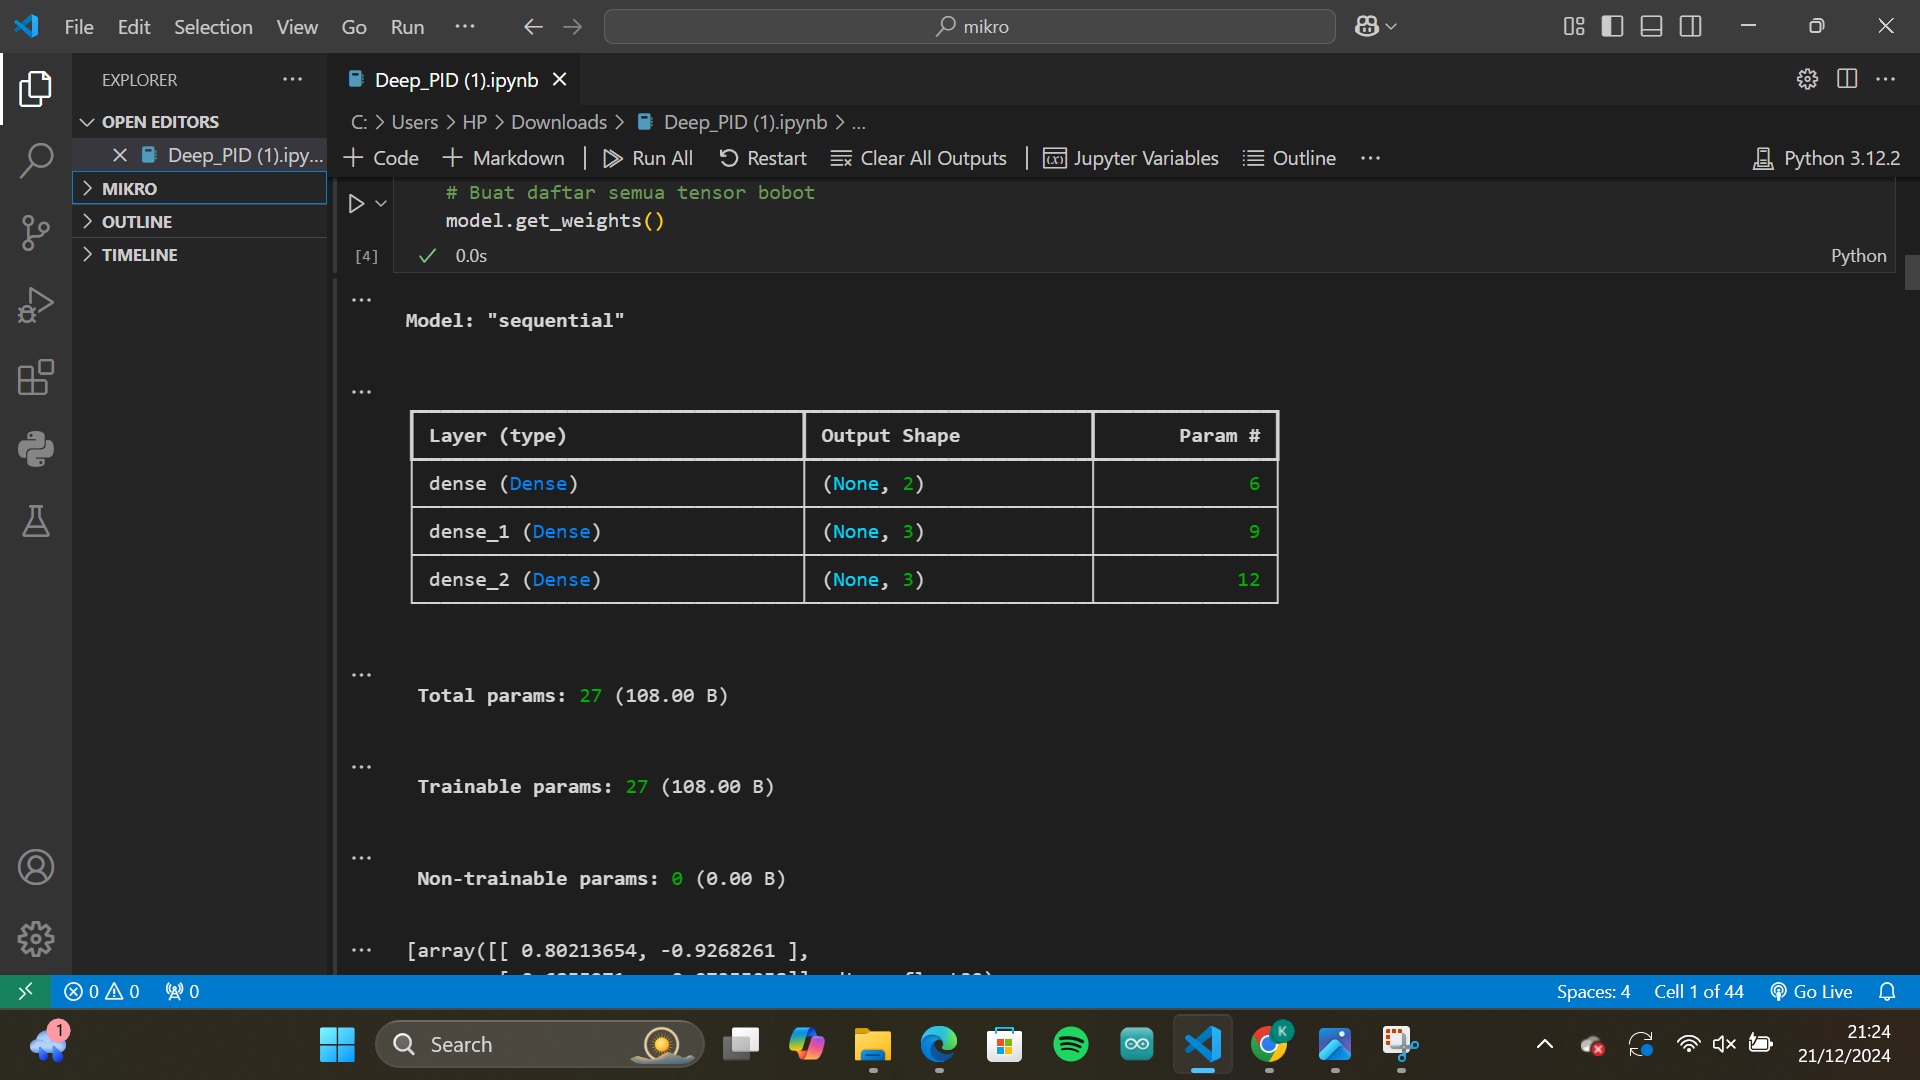 File Edit Selection View Go Run ··· mikro
EXPLORER ···
OPEN EDITORS
Deep_PID (1).ipy...
MIKRO
OUTLINE
TIMELINE
Deep_PID (1).ipynb
C: > Users > HP > Downloads > Deep_PID (1).ipynb > ...
+ Code + Markdown | Run All Restart Clear All Outputs | Jupyter Variables Outline ··· Python 3.12.2
# Buat daftar semua tensor bobot
model.get_weights()
[4] 0.0s Python
Model: "sequential"
Layer (type) Output Shape Param #
dense (Dense) (None, 2) 6
dense_1 (Dense) (None, 3) 9
dense_2 (Dense) (None, 3) 12
Total params: 27 (108.00 B)
Trainable params: 27 (108.00 B)
Non-trainable params: 0 (0.00 B)
[array([[ 0.80213654, -0.9268261 ],
0 0 0 Spaces: 4 Cell 1 of 44 Go Live
1 Search K 21:24
21/12/2024